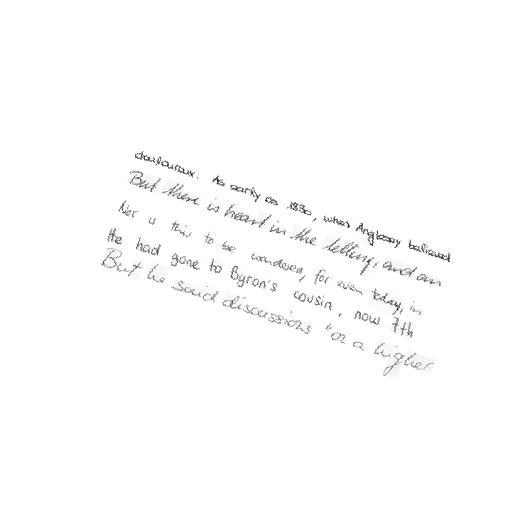 douloureux. As early as 1830, when Anglesey believed
But there is heart in the telling, and an
Nor is this to be wondered, for even today, in
He had gone to Byron's cousin, now 7th
But he said discussions "on a higher